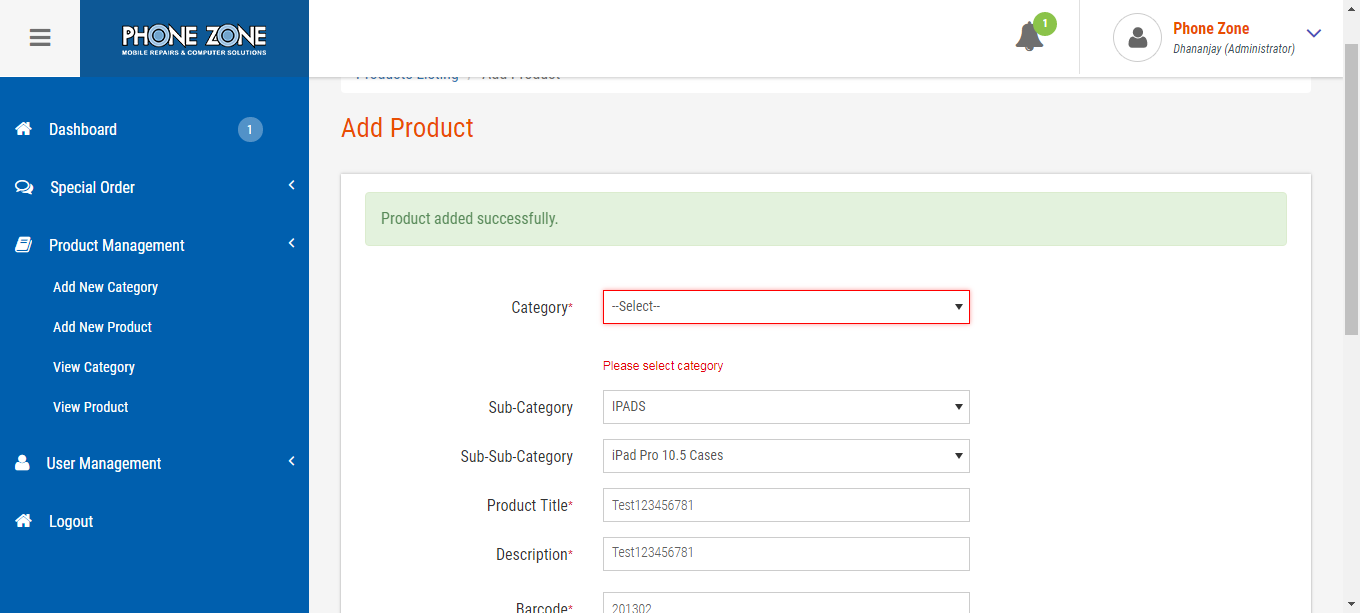 PHONE ZONE
MOBILE REPAIRS & COMPUTER SOLUTIONS
1
Phone Zone
Dhananjay (Administrator)
Dashboard
1
Special Order
Product Management
Add New Category
Add New Product
View Category
View Product
User Management
Logout
Products Listing / Add Product
Add Product
Product added successfully.
Category*
--Select--
Please select category
Sub-Category
IPADS
Sub-Sub-Category
iPad Pro 10.5 Cases
Product Title*
Test123456781
Description*
Test123456781
Barcode*
201302